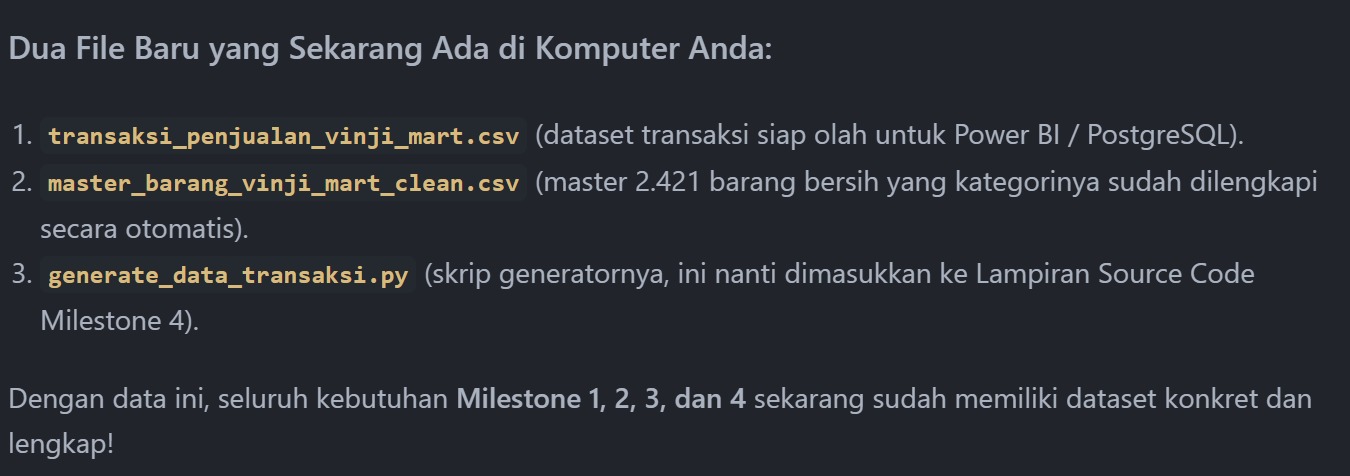 Dua File Baru yang Sekarang Ada di Komputer Anda:
1. transaksi_penjualan_vinji_mart.csv (dataset transaksi siap olah untuk Power BI / PostgreSQL).
2. master_barang_vinji_mart_clean.csv (master 2.421 barang bersih yang kategorinya sudah dilengkapi
secara otomatis).
3. generate_data_transaksi.py (skrip generatornya, ini nanti dimasukkan ke Lampiran Source Code
Milestone 4).
Dengan data ini, seluruh kebutuhan Milestone 1, 2, 3, dan 4 sekarang sudah memiliki dataset konkret dan
lengkap!